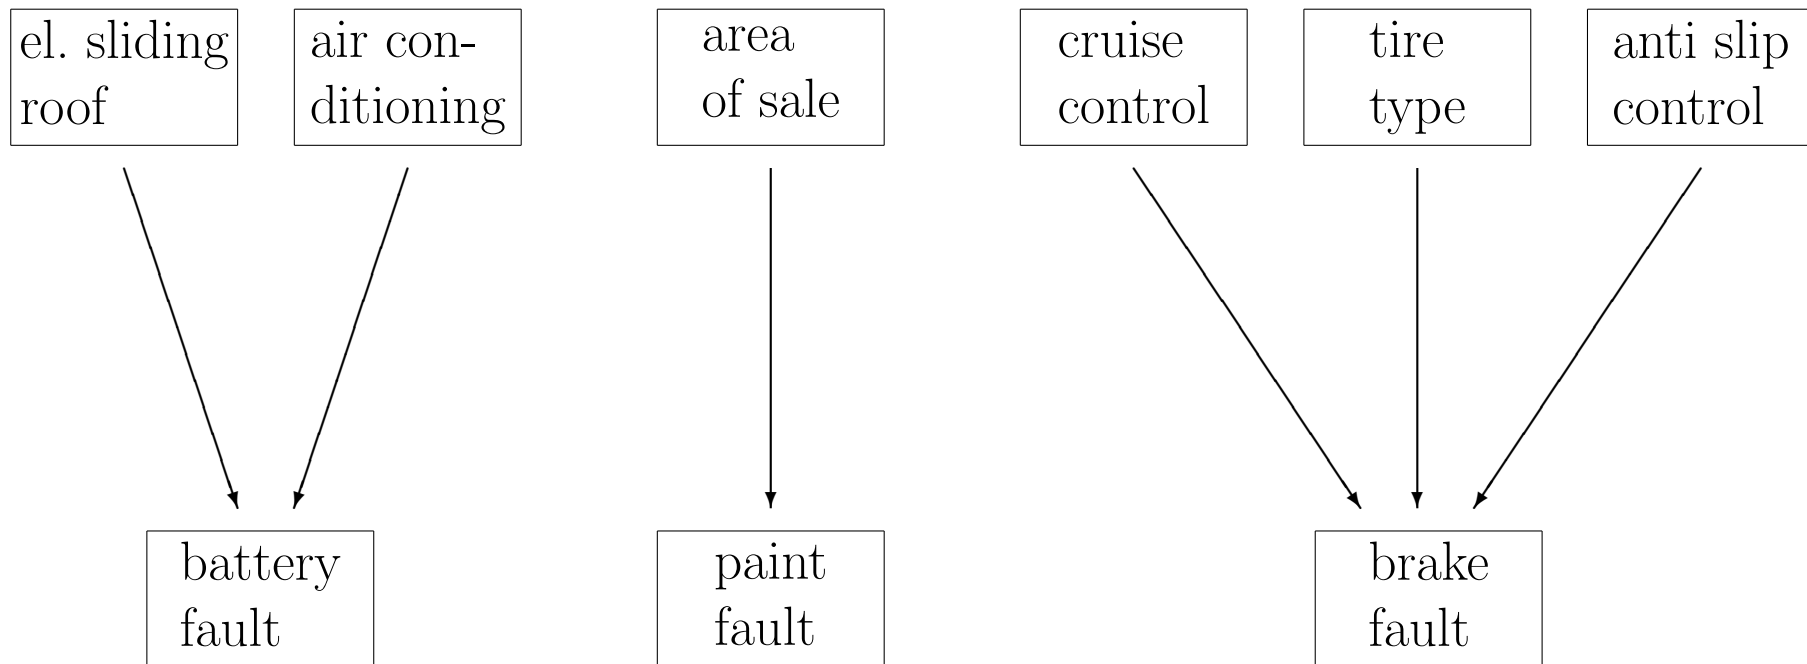 el. sliding
roof
air con-
ditioning
area
of sale
cruise
control
tire
type
anti slip
control
battery
fault
paint
fault
brake
fault